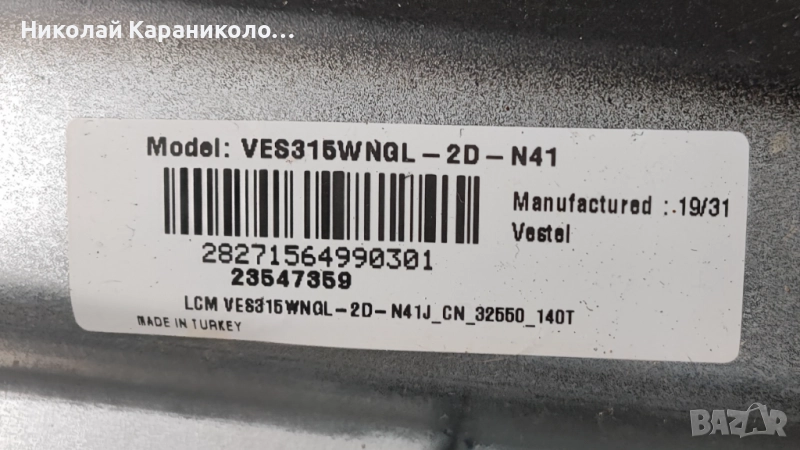 Николай Караниколо...
Model: VES315WNGL-2D-N41
Manufactured :.19/31
Vestel
28271564990301
23547359
LCM VES315WNGL-2D-N41J_CN_32550_140T
MADE IN TURKEY
BAZAR